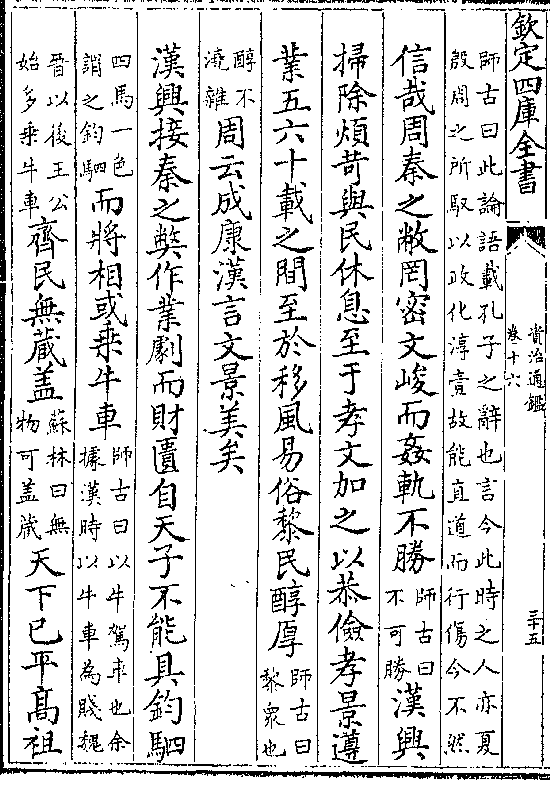 欽定四庫全書
資治通鑑
卷十六
三十五
師古曰此論語載孔子之辭也言今此時之人亦夏
殷周之所馭以政化淳壹故能直道而行傷今不然
信哉周秦之敝罔密文峻而姦軌不勝師古曰
不可勝漢興
掃除煩苛與民休息至于孝文加之以恭儉孝景遵
業五六十載之間至於移風易俗黎民醇厚師古曰
黎衆也
醇不
澆雜周云成康漢言文景美矣
漢興接秦之弊作業劇而財匱自天子不能具鈞駟
四馬一色
謂之鈞駟而將相或乘牛車師古曰以牛駕車也余
據漢時以牛車為賤魏
晉以後王公
始多乘牛車齊民無蔵盖蘇林曰無
物可盖蔵天下已平髙祖